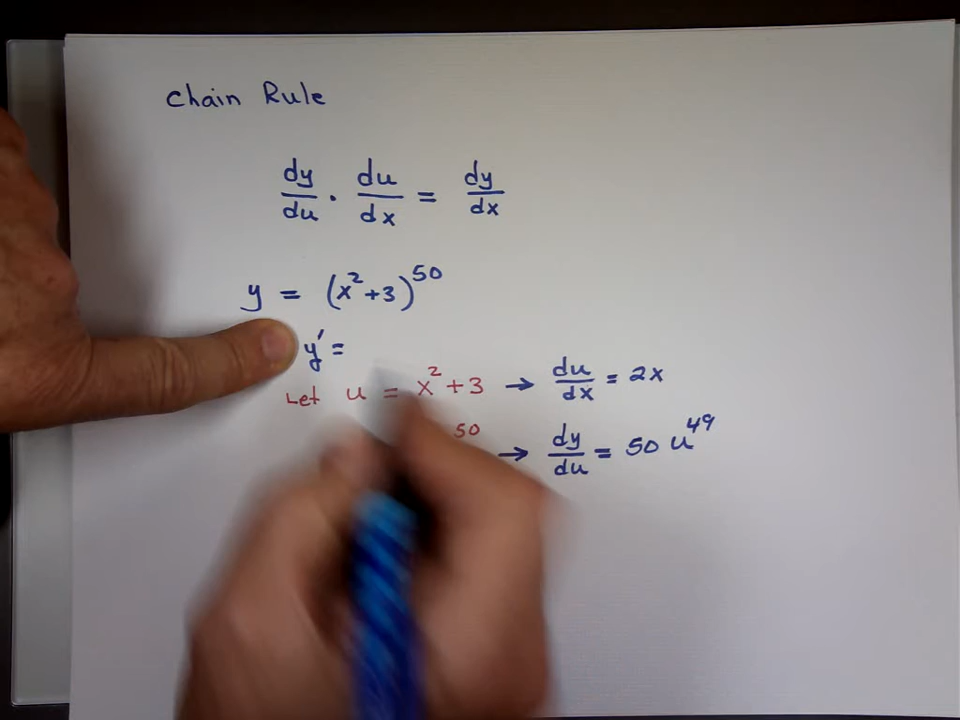 Chain Rule
dy/du · du/dx = dy/dx
y = (x²+3)⁵⁰
y' =
Let u = x²+3 → du/dx = 2x
⁵⁰ → dy/du = 50 u⁴⁹